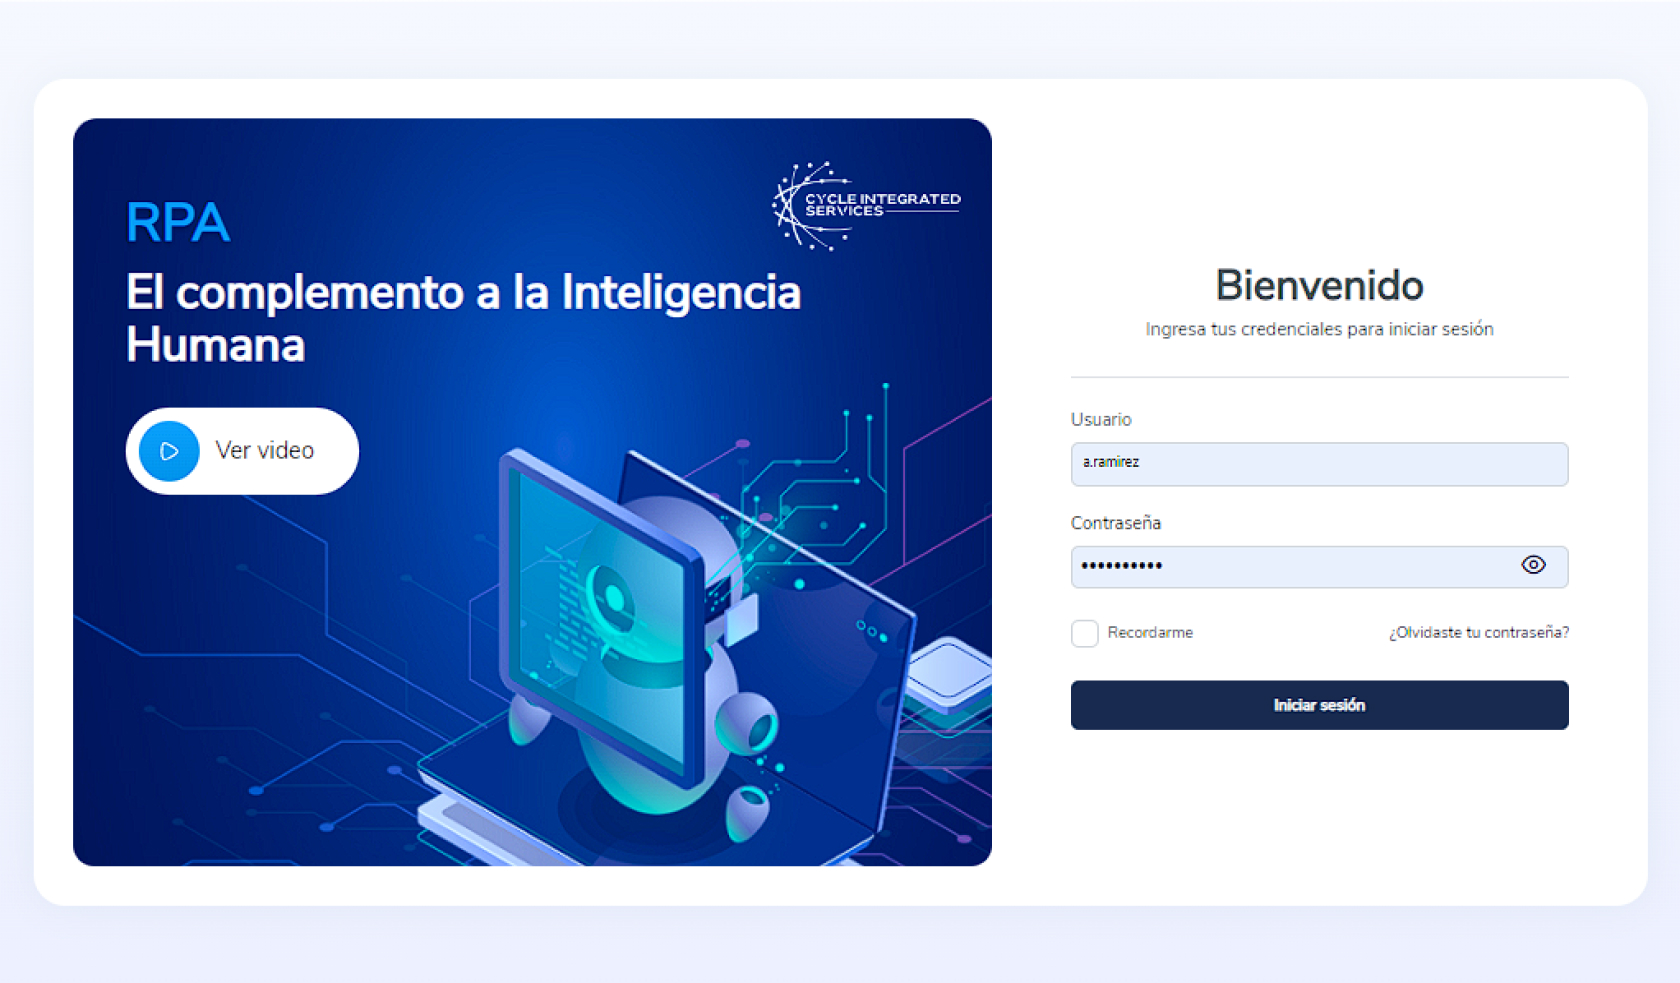 CYCLE INTEGRATED
SERVICES
RPA
El complemento a la Inteligencia
Humana
Ver video
Bienvenido
Ingresa tus credenciales para iniciar sesión
Usuario
a.ramirez
Contraseña
••••••••••
Recordarme
¿Olvidaste tu contraseña?
Iniciar sesión